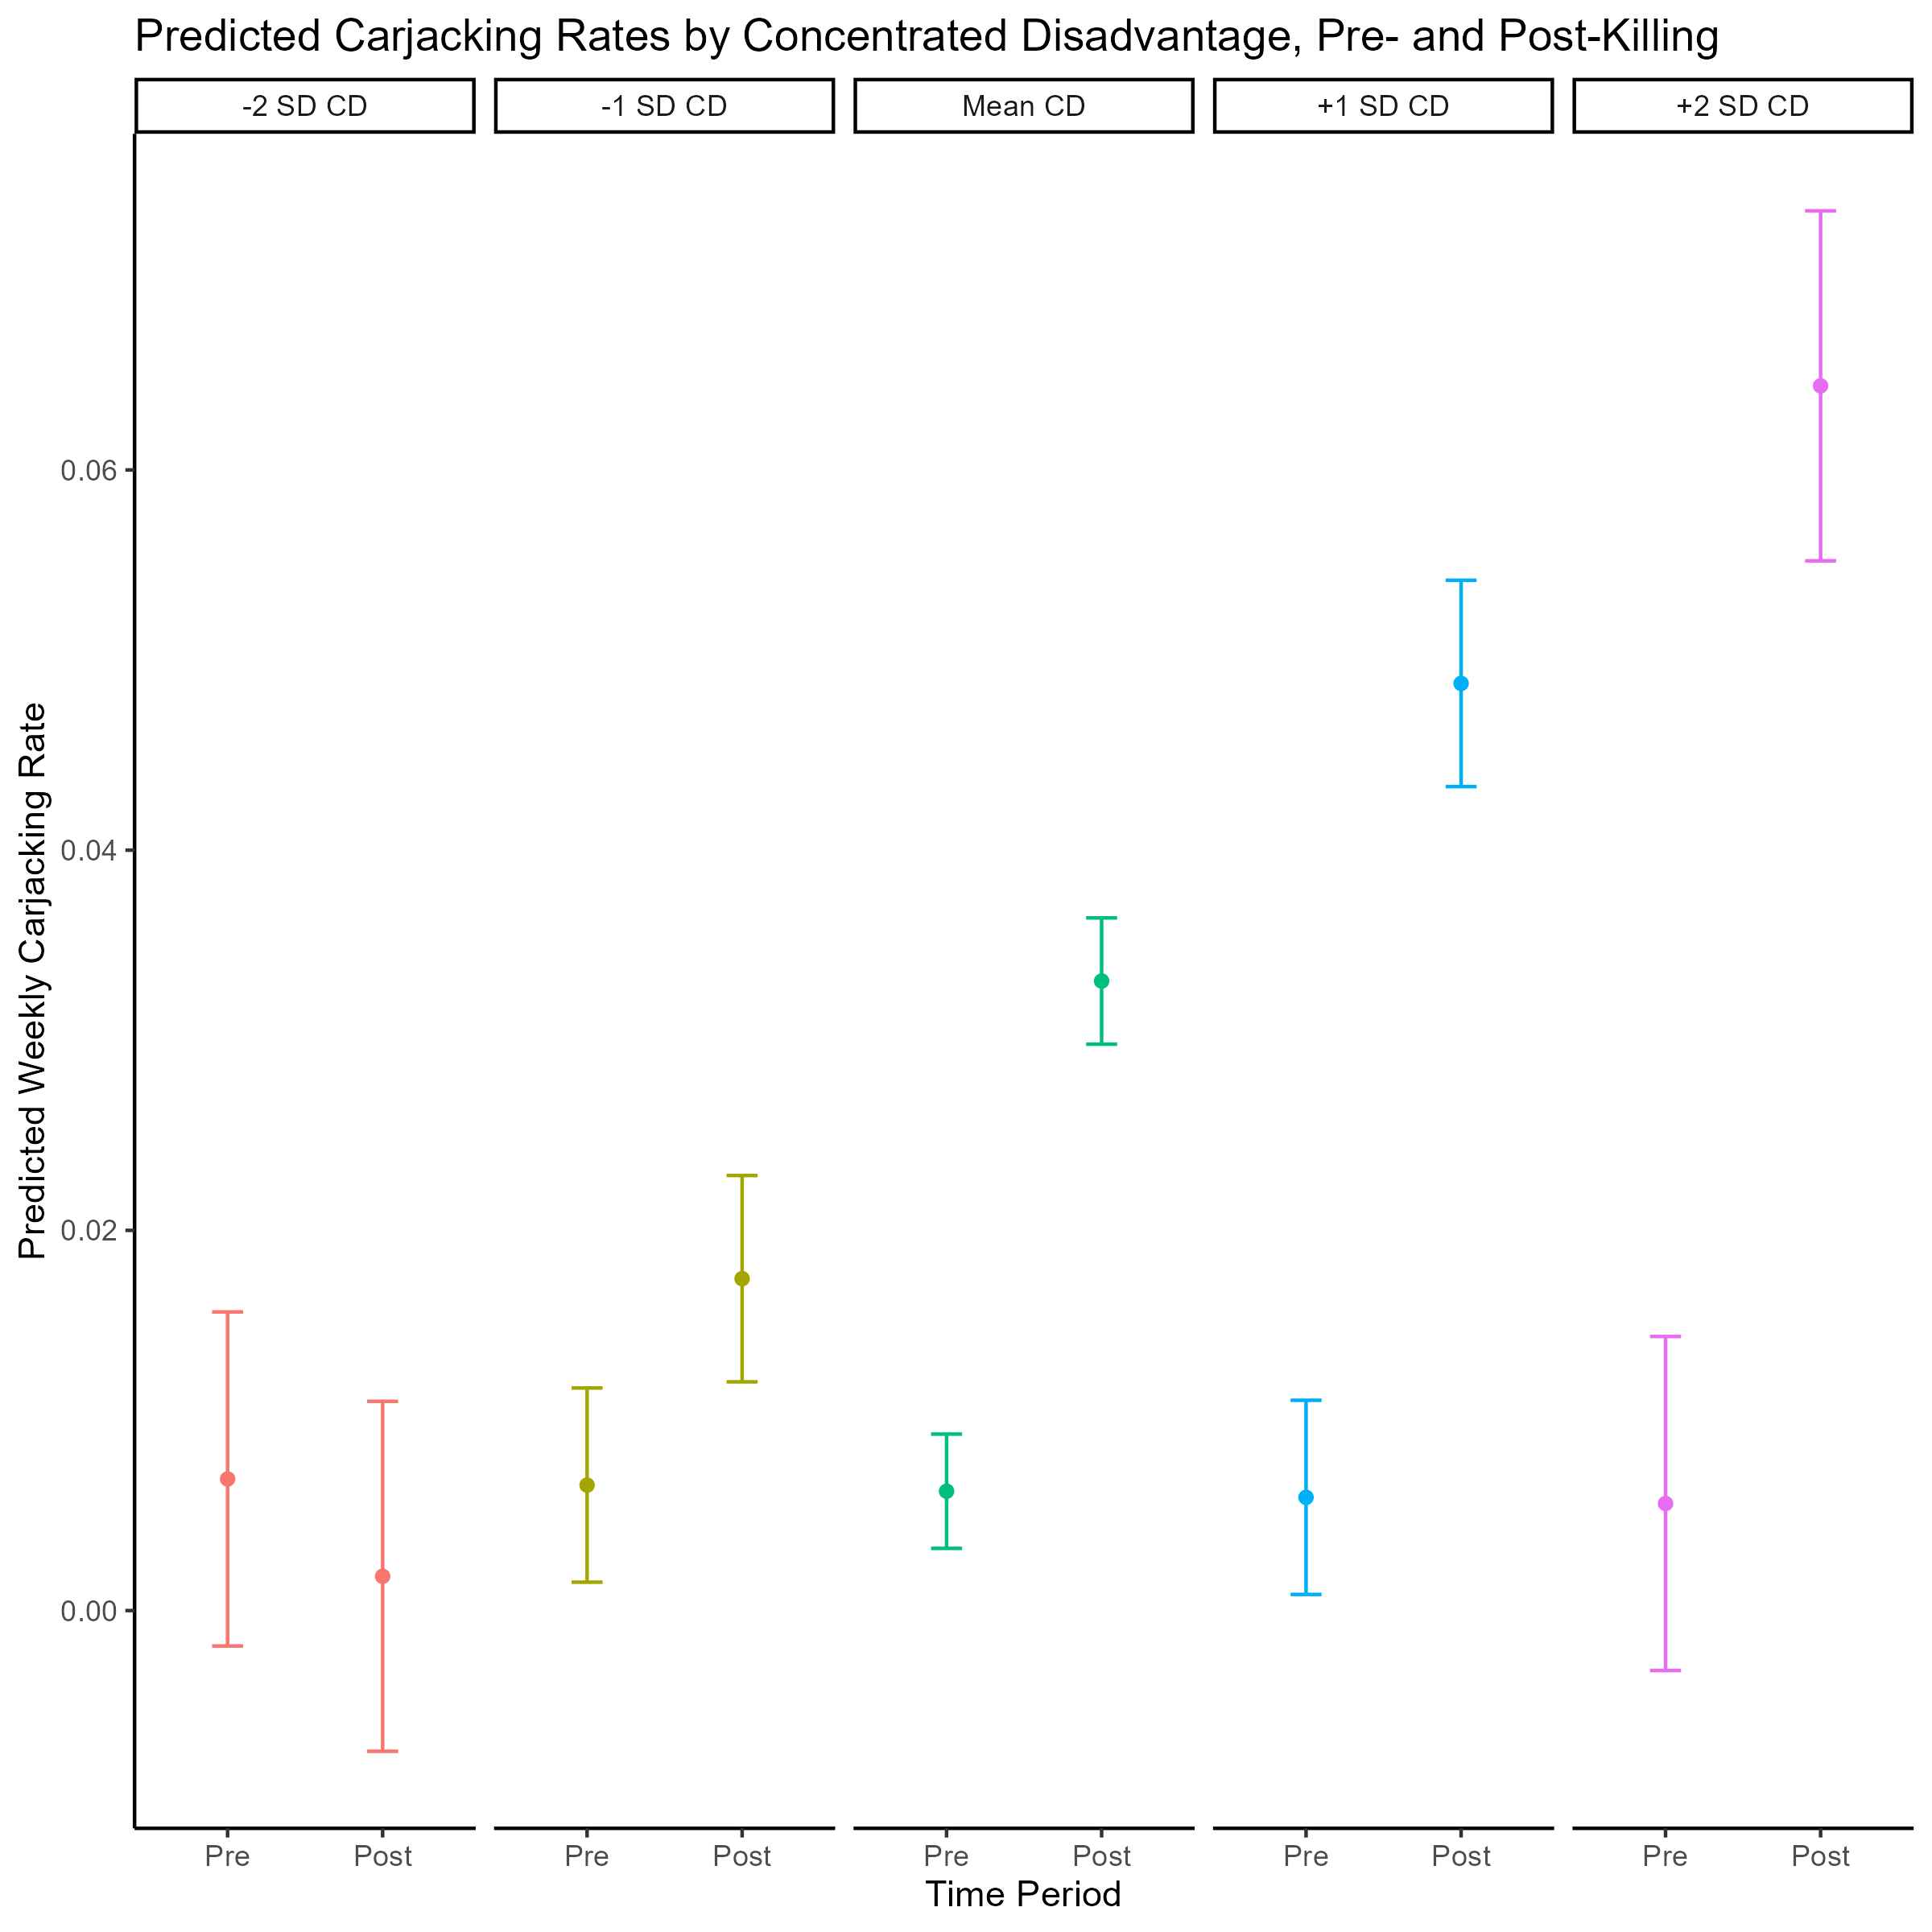 Predicted Carjacking Rates by Concentrated Disadvantage, Pre- and Post-Killing
-2 SD CD
-1 SD CD
Mean CD
+1 SD CD
+2 SD CD
Predicted Weekly Carjacking Rate
0.06
0.04
0.02
0.00
Pre
Post
Pre
Post
Pre
Post
Pre
Post
Pre
Post
Time Period